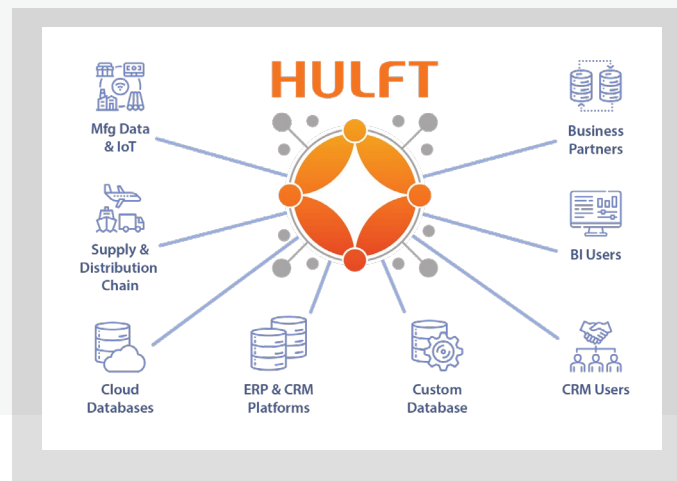 HULFT
Mfg Data
& IoT
Business
Partners
Supply &
Distribution
Chain
BI Users
Cloud
Databases
ERP & CRM
Platforms
Custom
Database
CRM Users